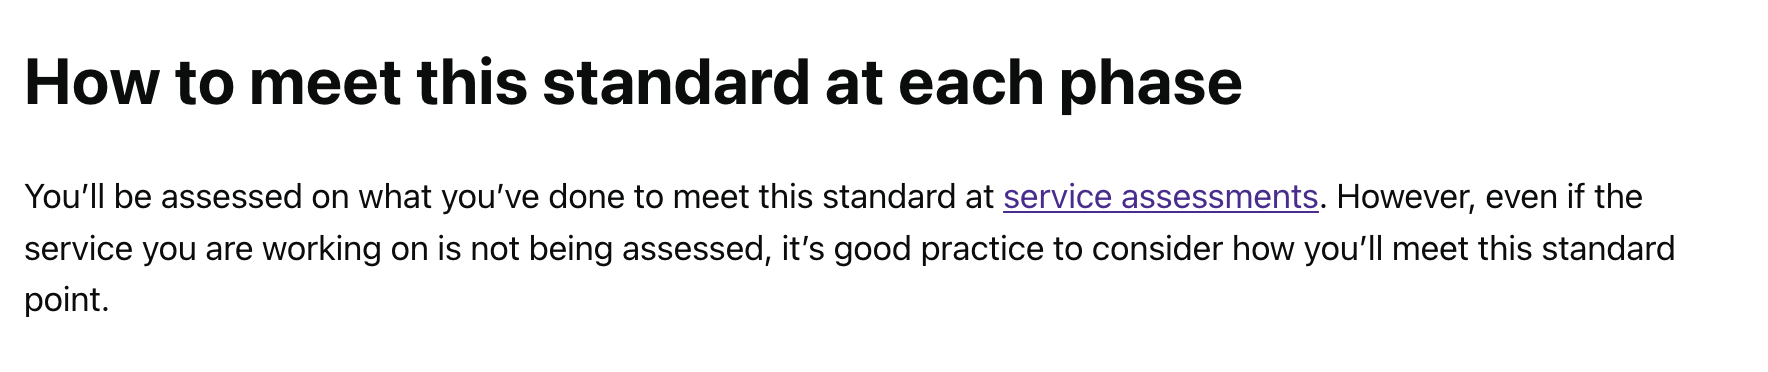 How to meet this standard at each phase
You’ll be assessed on what you’ve done to meet this standard at service assessments. However, even if the
service you are working on is not being assessed, it’s good practice to consider how you’ll meet this standard
point.